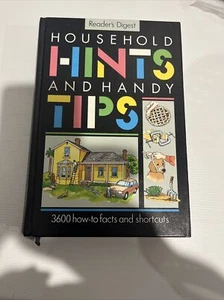 Reader's Digest
HOUSEHOLD
HINTS
AND HANDY
TIPS
3600 how-to facts and shortcuts